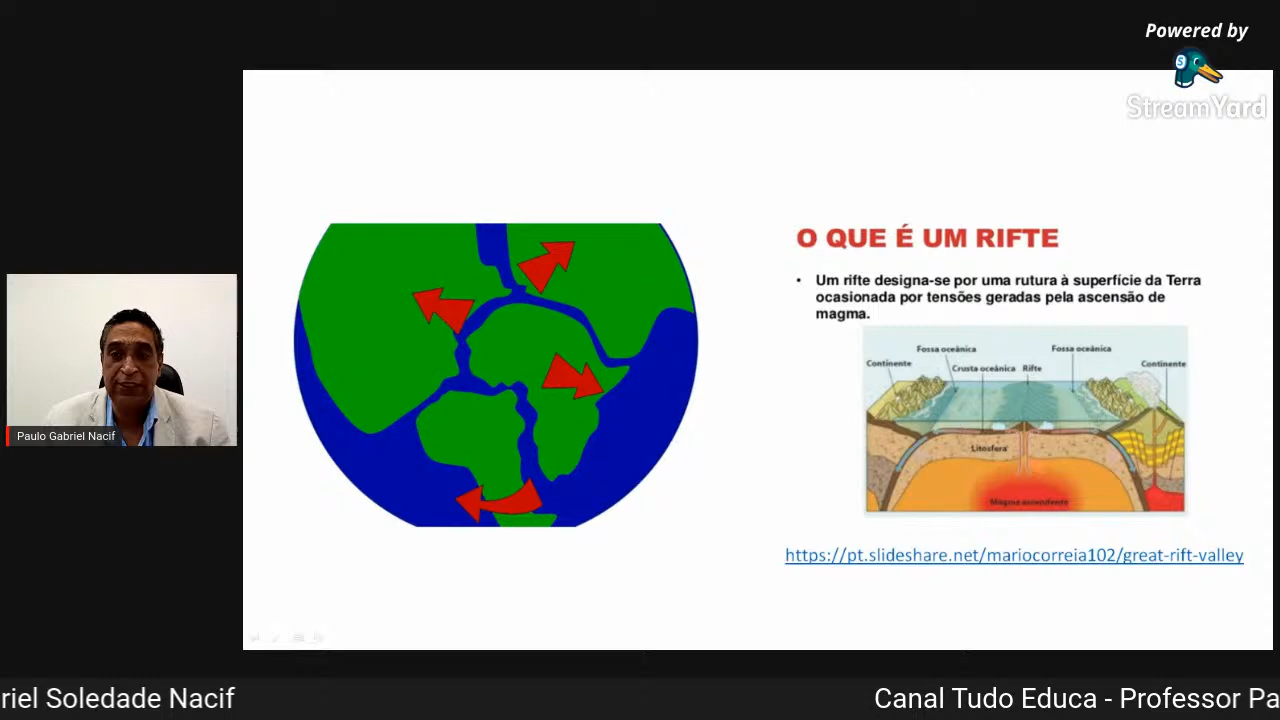 Powered by
StreamYard
O QUE É UM RIFTE
• Um rifte designa-se por uma rutura à superfície da Terra
ocasionada por tensões geradas pela ascensão de
magma.
Fossa oceânica
Fossa oceânica
Continente
Crusta oceânica
Rifte
Continente
Litosfera
Magma ascendente
https://pt.slideshare.net/mariocorreia102/great-rift-valley
Paulo Gabriel Nacif
riel Soledade Nacif
Canal Tudo Educa - Professor Pa